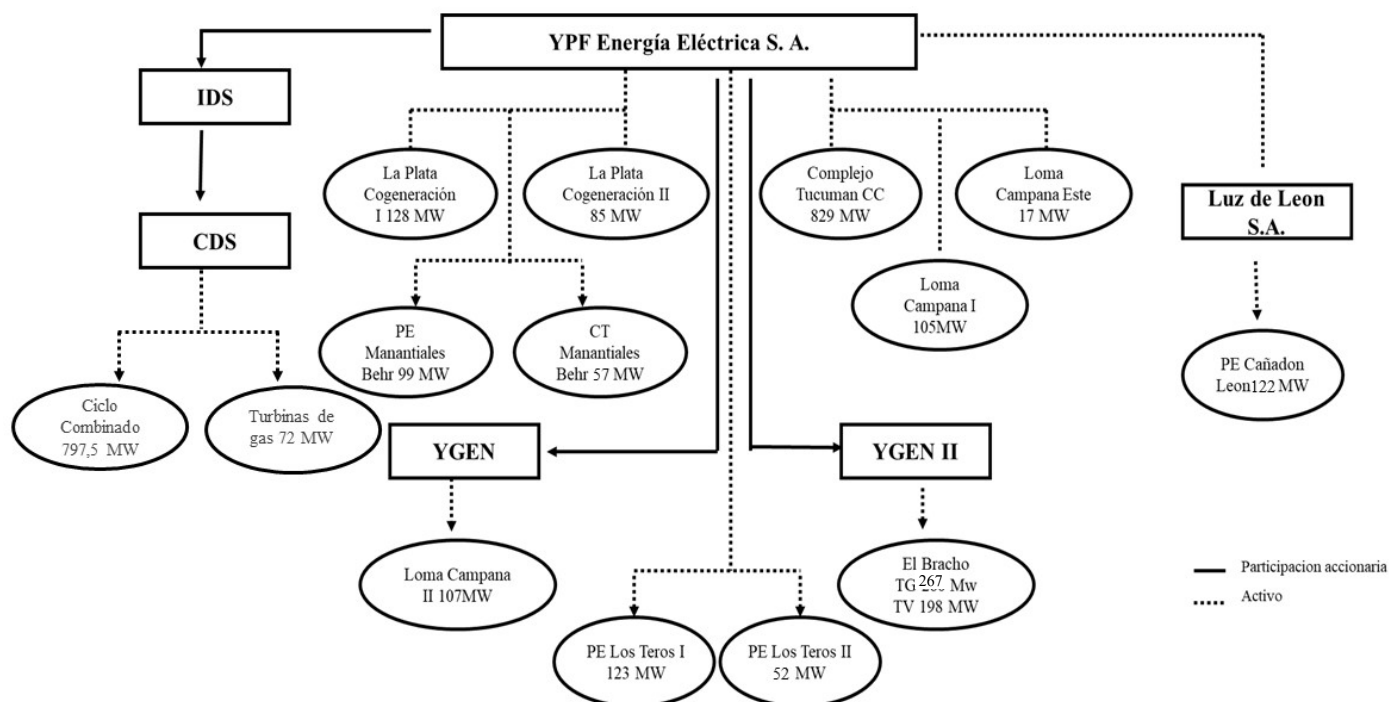 YPF Energía Eléctrica S. A.
IDS
CDS
Ciclo
Combinado
797,5 MW
Turbinas de
gas 72 MW
La Plata
Cogeneración
I 128 MW
La Plata
Cogeneración II
85 MW
PE
Manantiales
Behr 99 MW
CT
Manantiales
Behr 57 MW
Complejo
Tucuman CC
829 MW
Loma
Campana Este
17 MW
Loma
Campana I
105MW
Luz de Leon
S.A.
PE Cañadon
Leon122 MW
YGEN
Loma Campana
II 107MW
YGEN II
El Bracho
TG 267 Mw
TV 198 MW
PE Los Teros I
123 MW
PE Los Teros II
52 MW
Participacion accionaria
Activo